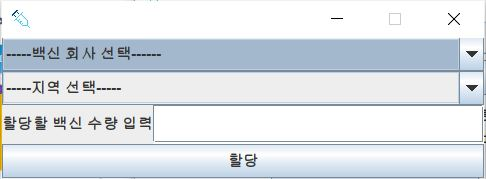 -----백신 회사 선택------
-----지역 선택-----
할당할 백신 수량 입력
할당